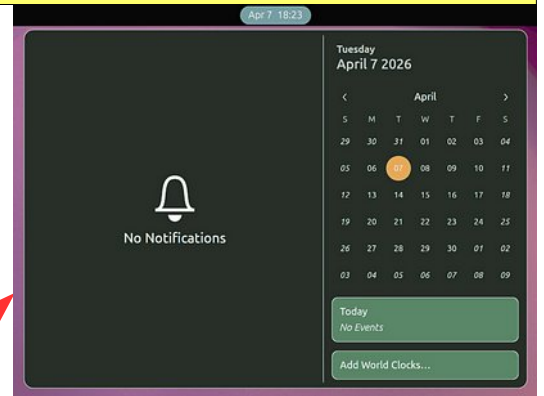 Apr 7 18:23
No Notifications
Tuesday
April 7 2026
‹ April ›
S M T W T F S
29 30 31 01 02 03 04
05 06 07 08 09 10 11
12 13 14 15 16 17 18
19 20 21 22 23 24 25
26 27 28 29 30 01 02
03 04 05 06 07 08 09
Today
No Events
Add World Clocks...